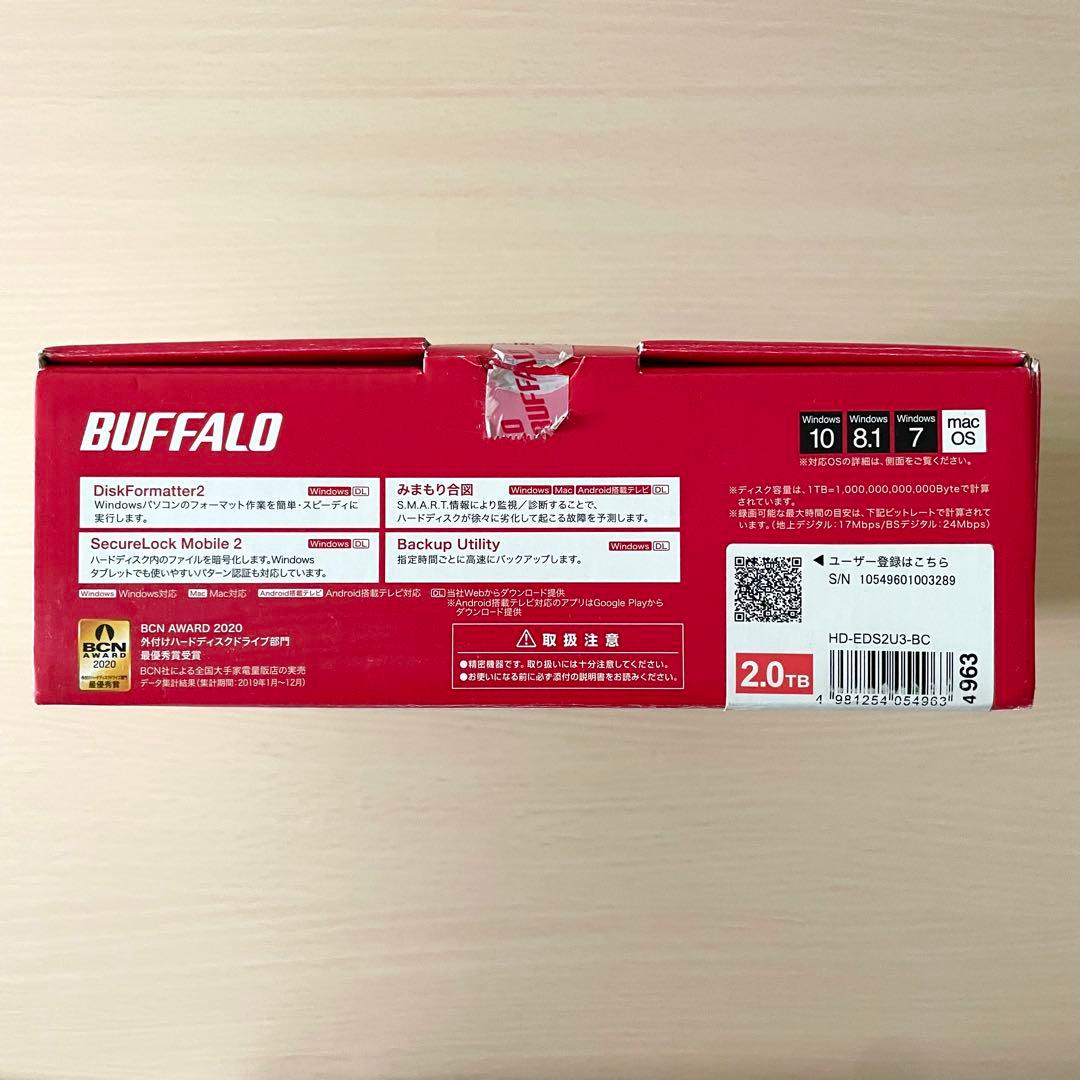 BUFFALO
BUFFALO
Windows 10
Windows 8.1
Windows 7
mac OS
※対応OSの詳細は、側面をご覧ください。
DiskFormatter2 Windows DL
Windowsパソコンのフォーマット作業を簡単・スピーディに
実行します。
みまもり合図 Windows Mac Android搭載テレビ DL
S.M.A.R.T.情報により監視／診断することで、
ハードディスクが徐々に劣化して起こる故障を予測します。
SecureLock Mobile 2 Windows DL
ハードディスク内のファイルを暗号化します。Windows
タブレットでも使いやすいパターン認証も対応しています。
Backup Utility Windows DL
指定時間ごとに高速にバックアップします。
Windows Windows対応 Mac Mac対応 Android搭載テレビ Android搭載テレビ対応 DL 当社Webからダウンロード提供
※Android搭載テレビ対応のアプリはGoogle Playから
ダウンロード提供
BCN
AWARD
2020
最優秀賞
BCN AWARD 2020
外付けハードディスクドライブ部門
最優秀賞受賞
BCN社による全国大手家電量販店の実売
データ集計結果（集計期間：2019年1月〜12月）
取扱注意
●精密機器です。取り扱いには十分注意してください。
●お使いになる前に必ず添付の説明書をお読みください。
※ディスク容量は、1TB=1,000,000,000,000Byteで計算
されています。
※録画可能な最大時間の目安は、下記ビットレートで計算されて
います。（地上デジタル：17Mbps/BSデジタル：24Mbps）
◀ ユーザー登録はこちら
S/N 10549601003289
HD-EDS2U3-BC
2.0TB
4 981254 054963
4963